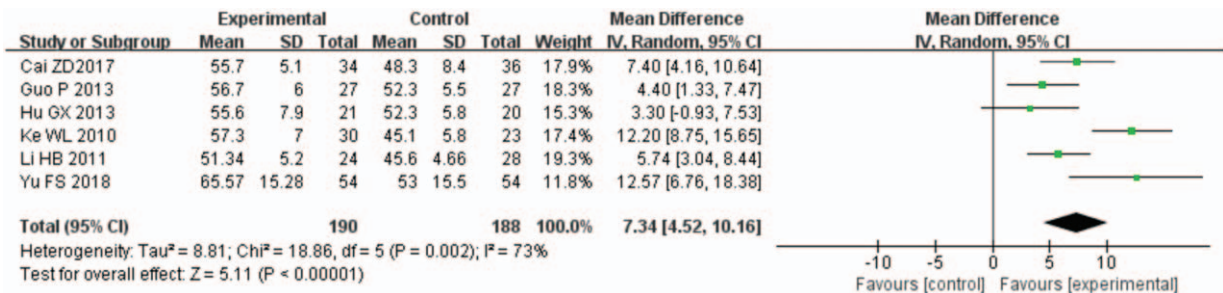 Experimental Control Mean Difference Mean Difference
Study or Subgroup Mean SD Total Mean SD Total Weight IV, Random, 95% CI IV, Random, 95% CI
Cai ZD2017 55.7 5.1 34 48.3 8.4 36 17.9% 7.40 [4.16, 10.64]
Guo P 2013 56.7 6 27 52.3 5.5 27 18.3% 4.40 [1.33, 7.47]
Hu GX 2013 55.6 7.9 21 52.3 5.8 20 15.3% 3.30 [-0.93, 7.53]
Ke WL 2010 57.3 7 30 45.1 5.8 23 17.4% 12.20 [8.75, 15.65]
Li HB 2011 51.34 5.2 24 45.6 4.66 28 19.3% 5.74 [3.04, 8.44]
Yu FS 2018 65.57 15.28 54 53 15.5 54 11.8% 12.57 [6.76, 18.38]
Total (95% CI) 190 188 100.0% 7.34 [4.52, 10.16]
Heterogeneity: Tau² = 8.81; Chi² = 18.86, df = 5 (P = 0.002); I² = 73%
Test for overall effect: Z = 5.11 (P < 0.00001)
-10 -5 0 5 10
Favours [control] Favours [experimental]